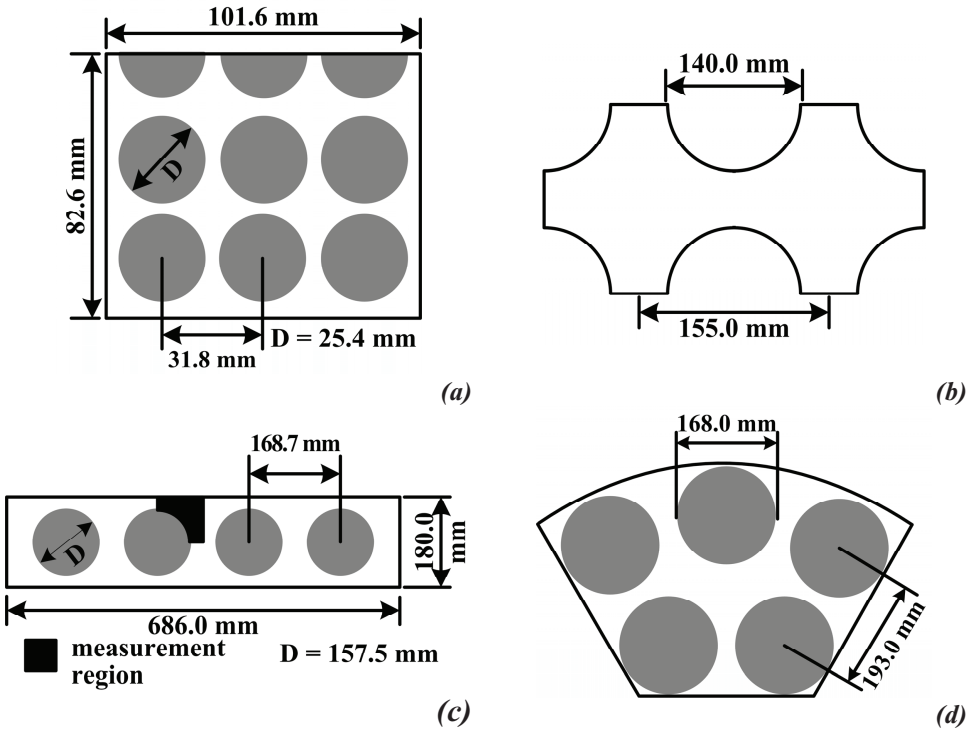 101.6 mm
82.6 mm
D
31.8 mm
D = 25.4 mm
(a)
140.0 mm
155.0 mm
(b)
168.7 mm
D
180.0
mm
686.0 mm
measurement
region
D = 157.5 mm
(c)
168.0 mm
193.0 mm
(d)